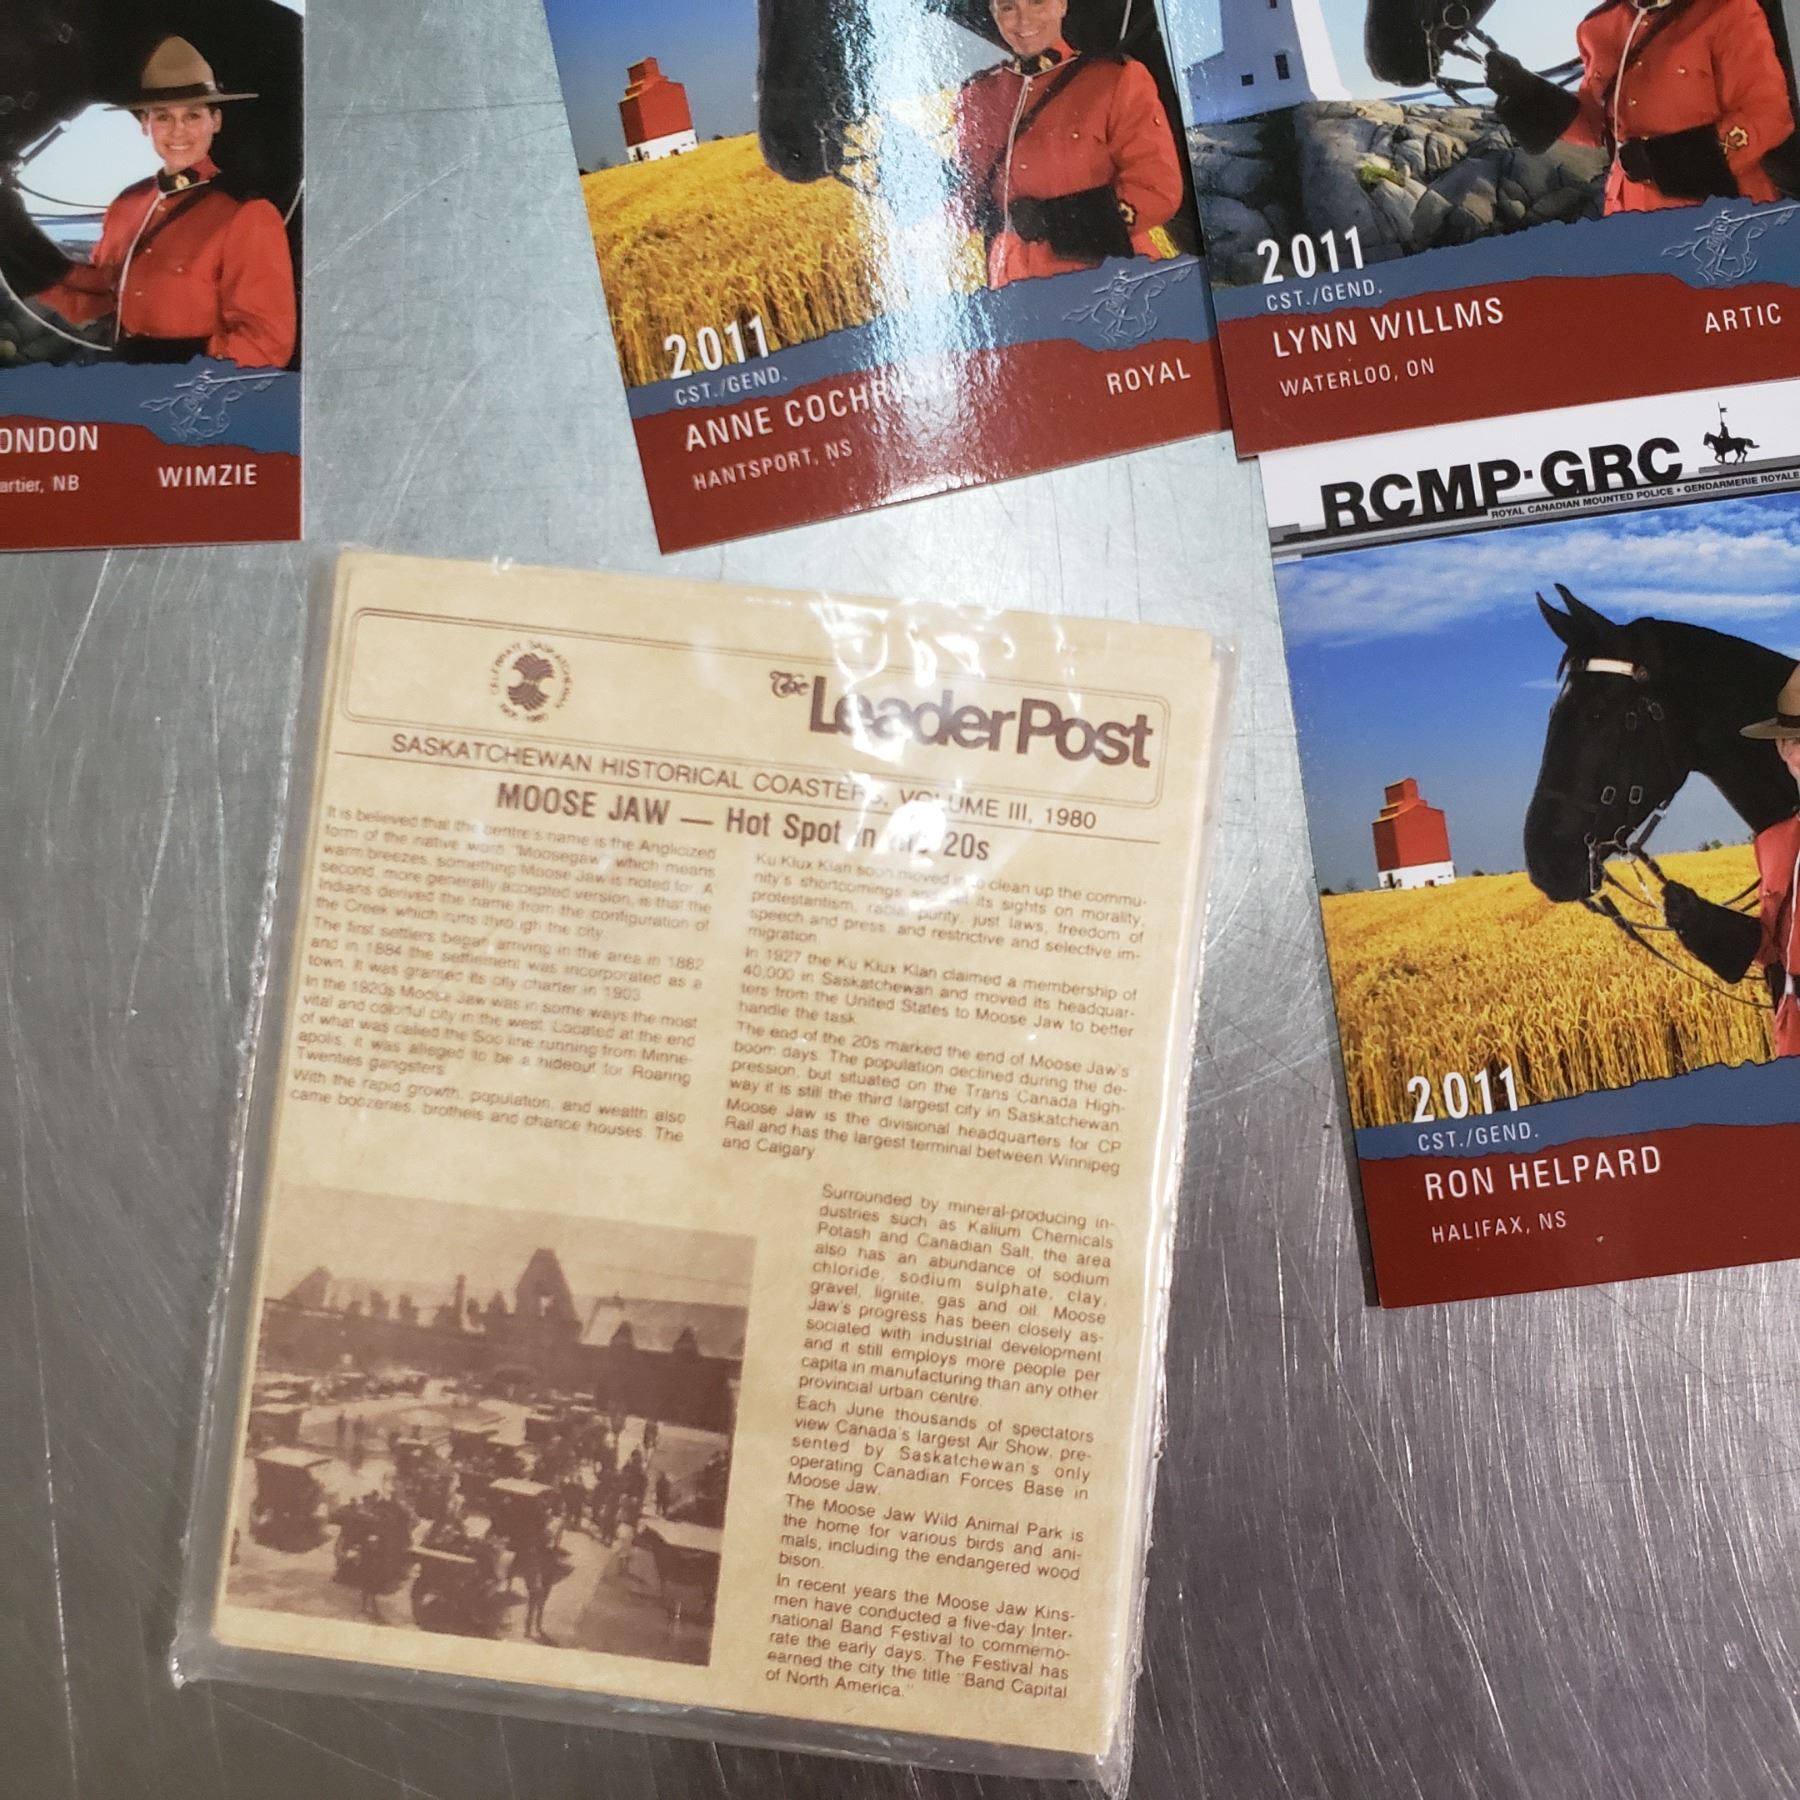 ONDON
artier, NB
WIMZIE
2011
CST./GEND.
ANNE COCHR
HANTSPORT, NS
ROYAL
2011
CST./GEND.
LYNN WILLMS
WATERLOO, ON
ARTIC
RCMP·GRC
ROYAL CANADIAN MOUNTED POLICE • GENDARMERIE ROYALE
2011
CST./GEND.
RON HELPARD
HALIFAX, NS
CELEBRATE SASKATCHEWAN
The LeaderPost
SASKATCHEWAN HISTORICAL COASTERS, VOLUME III, 1980
MOOSE JAW — Hot Spot in the 20s
It is believed that the centre's name is the Anglicized
form of the native word "Moosegaw" which means
warm breezes, something Moose Jaw is noted for. A
second, more generally accepted version, is that the
Indians derived the name from the configuration of
the Creek which runs through the city.
The first settlers began arriving in the area in 1882
and in 1884 the settlement was incorporated as a
town. It was granted its city charter in 1903.
In the 1920s Moose Jaw was in some ways the most
vital and colorful city in the west. Located at the end
of what was called the Soo line running from Minne-
apolis, it was alleged to be a hideout for Roaring
Twenties gangsters.
With the rapid growth, population, and wealth also
came boozeries, brothels and chance houses. The
Ku Klux Klan soon moved in to clean up the commu-
nity's shortcomings and set its sights on morality,
protestantism, racial purity, just laws, freedom of
speech and press, and restrictive and selective im-
migration.
In 1927 the Ku Klux Klan claimed a membership of
40,000 in Saskatchewan and moved its headquar-
ters from the United States to Moose Jaw to better
handle the task.
The end of the 20s marked the end of Moose Jaw's
boom days. The population declined during the de-
pression, but situated on the Trans Canada High-
way it is still the third largest city in Saskatchewan.
Moose Jaw is the divisional headquarters for CP
Rail and has the largest terminal between Winnipeg
and Calgary.
Surrounded by mineral-producing in-
dustries such as Kalium Chemicals
Potash and Canadian Salt, the area
also has an abundance of sodium
chloride, sodium sulphate, clay,
gravel, lignite, gas and oil. Moose
Jaw's progress has been closely as-
sociated with industrial development
and it still employs more people per
capita in manufacturing than any other
provincial urban centre.
Each June thousands of spectators
view Canada's largest Air Show, pre-
sented by Saskatchewan's only
operating Canadian Forces Base in
Moose Jaw.
The Moose Jaw Wild Animal Park is
the home for various birds and ani-
mals, including the endangered wood
bison.
In recent years the Moose Jaw Kins-
men have conducted a five-day Inter-
national Band Festival to commemo-
rate the early days. The Festival has
earned the city the title "Band Capital
of North America."